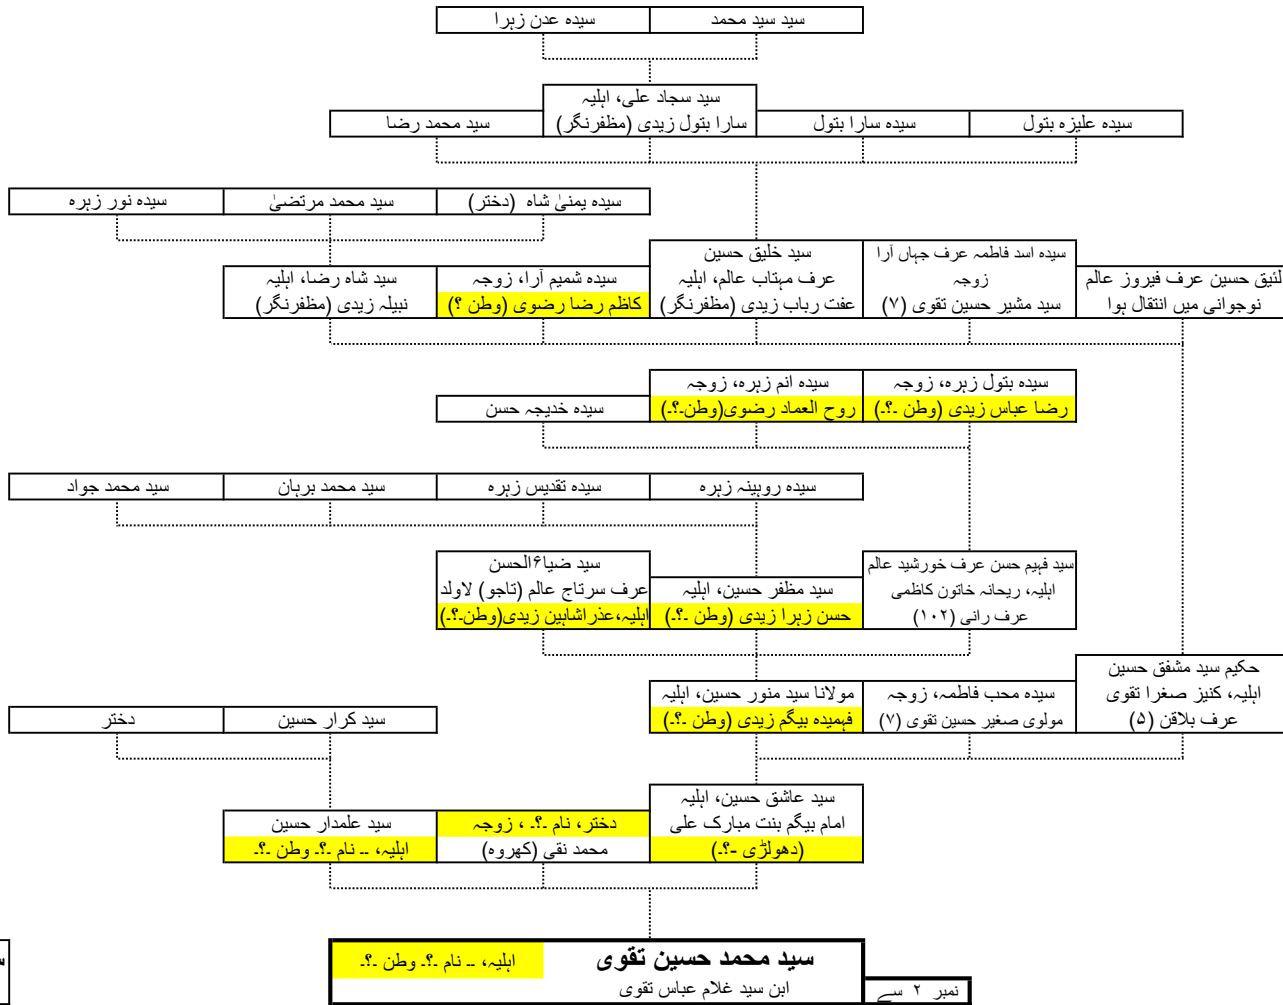 سید سید محمد
سیدہ عدن زہرا
سیدہ علیزہ بتول
سیدہ سارا بتول
سید سجاد علی، اہلیہ
سارا بتول زیدی (مظفرنگر)
سید محمد رضا
سیدہ یمنیٰ شاہ (دختر)
سید محمد مرتضیٰ
سیدہ نور زہرہ
لئیق حسین عرف فیروز عالم
نوجوانی میں انتقال ہوا
سیدہ اسد فاطمہ عرف جہاں آرا
زوجہ
سید مشیر حسین تقوی (۷)
سید خلیق حسین
عرف مہتاب عالم، اہلیہ
عفت رباب زیدی (مظفرنگر)
سیدہ شمیم آرا، زوجہ
کاظم رضا رضوی (وطن ؟)
سید شاہ رضا، اہلیہ
نبیلہ زیدی (مظفرنگر)
سیدہ بتول زہرہ، زوجہ
رضا عباس زیدی (وطن ۔؟۔)
سیدہ انم زہرہ، زوجہ
روح العماد رضوی(وطن۔؟۔)
سیدہ خدیجہ حسن
سیدہ روبینہ زہرہ
سیدہ تقدیس زہرہ
سید محمد برہان
سید محمد جواد
سید فہیم حسن عرف خورشید عالم
اہلیہ، ریحانہ خاتون کاظمی
عرف رانی (۱۰۲)
سید مظفر حسین، اہلیہ
حسن زہرا زیدی (وطن ۔؟۔)
سید ضیا۶الحسن
عرف سرتاج عالم (تاجو) لاولد
اہلیہ،عذراشاہین زیدی(وطن۔؟۔)
حکیم سید مشفق حسین
اہلیہ، کنیز صغرا تقوی
عرف بلاقن (۵)
سیدہ محب فاطمہ، زوجہ
مولوی صغیر حسین تقوی (۷)
مولانا سید منور حسین، اہلیہ
فہمیدہ بیگم زیدی (وطن ۔؟۔)
سید کرار حسین
دختر
سید عاشق حسین، اہلیہ
امام بیگم بنت مبارک علی
(دھولڑی ۔؟۔)
دختر، نام ۔؟۔ ، زوجہ
محمد نقی (کھروہ)
سید علمدار حسین
اہلیہ، ۔۔ نام ۔؟۔ وطن ۔؟۔
سید محمد حسین تقوی
اہلیہ، ۔۔ نام ۔؟۔ وطن ۔؟۔
ابن سید غلام عباس تقوی
نمبر ۲ سے